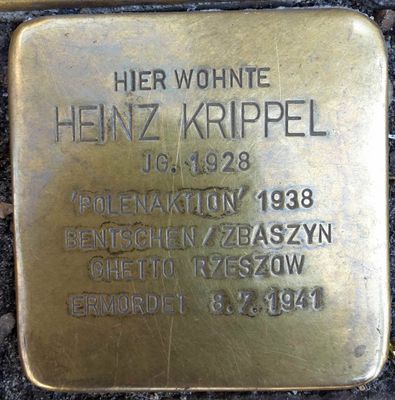 HIER WOHNTE
HEINZ KRIPPEL
JG. 1928
'POLENAKTION' 1938
BENTSCHEN/ZBASZYN
GHETTO RZESZOW
ERMORDET 8.7.1941